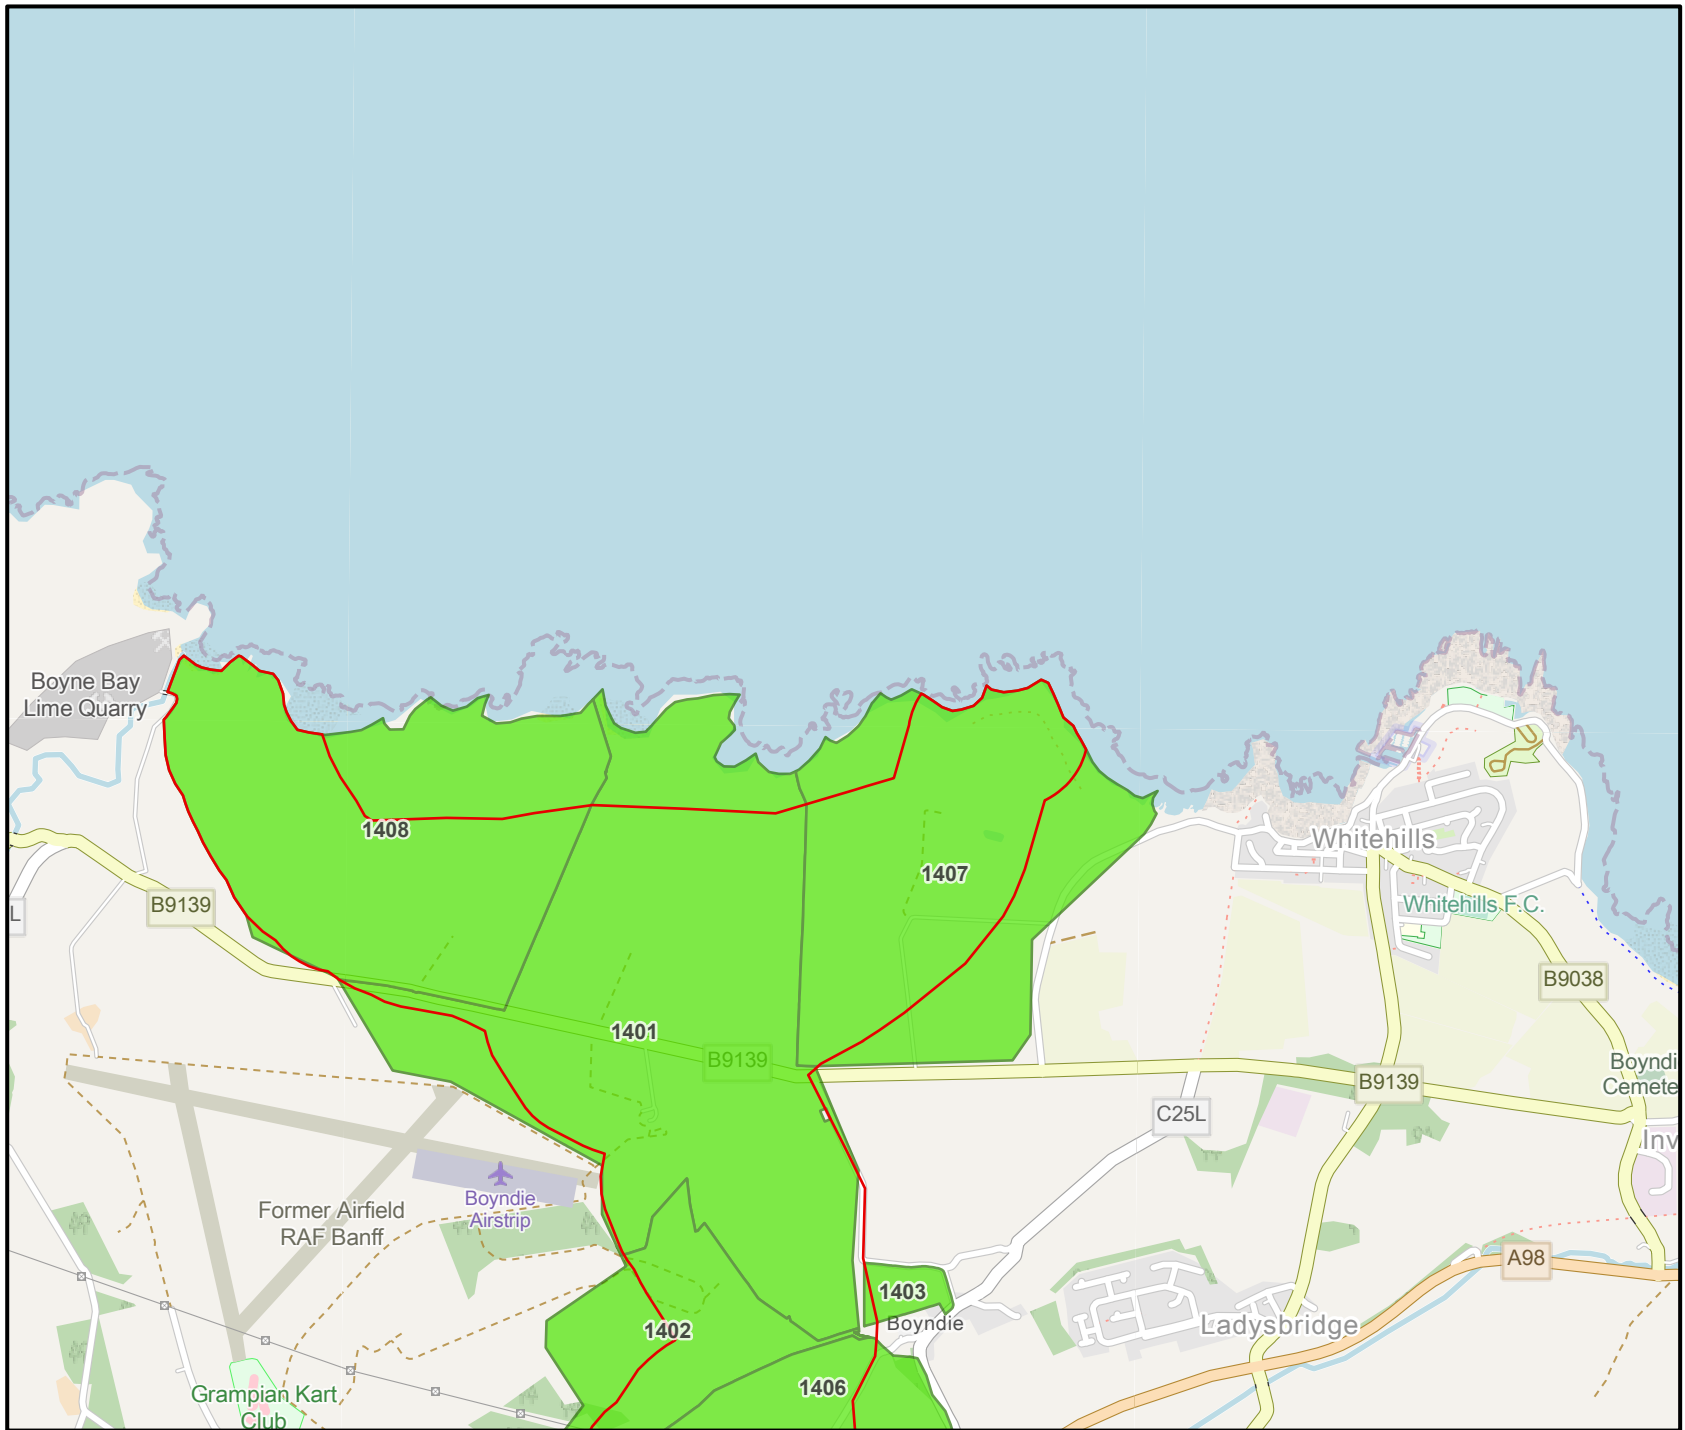 Boyne Bay
Lime Quarry
1408
Whitehills
1407
Whitehills F.C.
L
B9139
B9038
1401
B9139
Boyndi
Cemete
B9139
C25L
Inv
Boyndie
Airstrip
Former Airfield
RAF Banff
A98
1403
Boyndie
Ladysbridge
1402
1406
Grampian Kart
Club